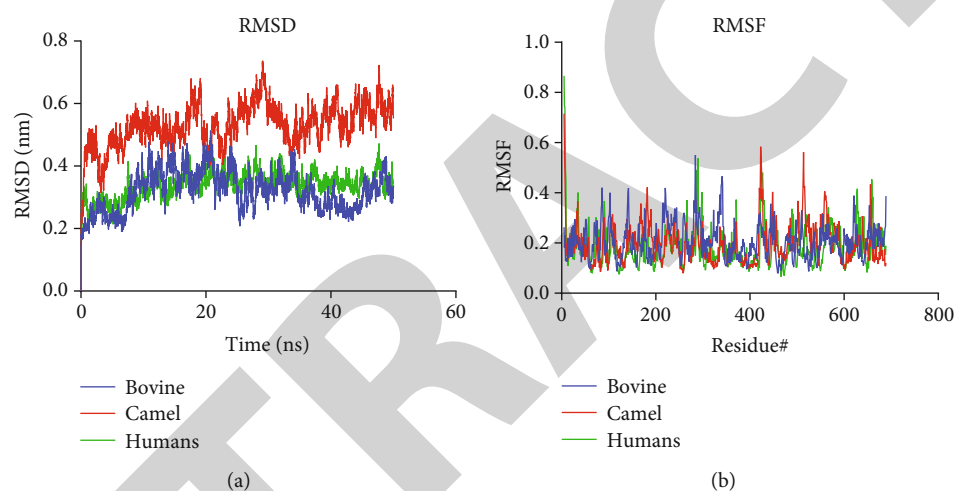 RMSD
0.8
0.6
0.4
0.2
0.0
RMSD (nm)
0 20 40 60
Time (ns)
Bovine
Camel
Humans
(a)
RMSF
1.0
0.8
0.6
0.4
0.2
0.0
RMSF
0 200 400 600 800
Residue#
Bovine
Camel
Humans
(b)
TRAC